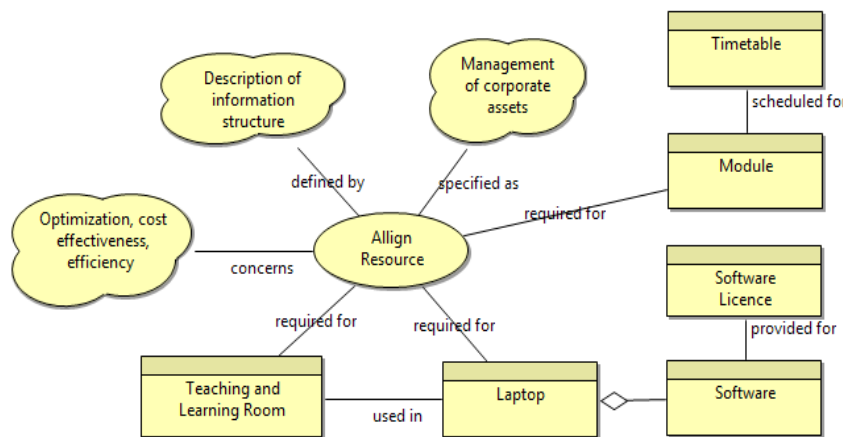 Timetable
Description of
information
structure
Management
of corporate
assets
scheduled for
Module
defined by
specified as
required for
Optimization, cost
effectiveness,
efficiency
Allign
Resource
concerns
Software
Licence
required for
required for
provided for
Teaching and
Learning Room
Laptop
Software
used in